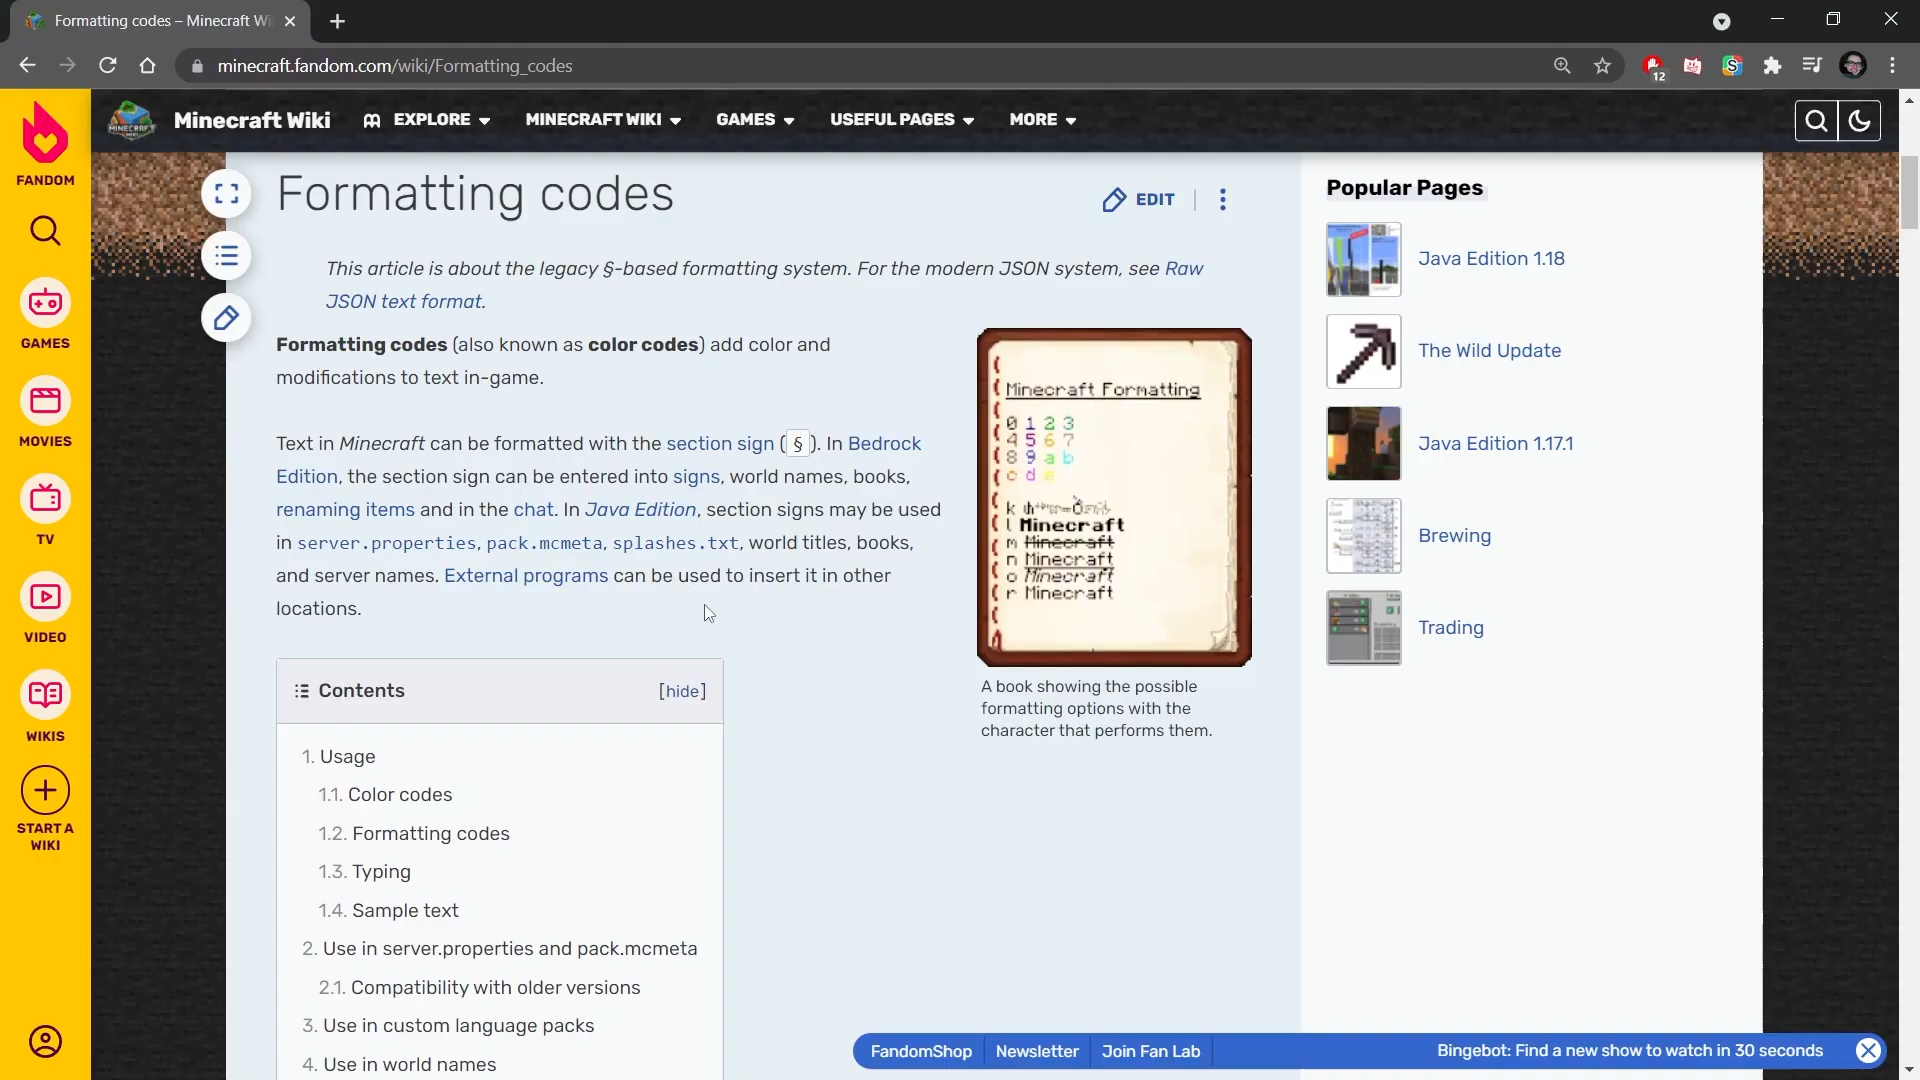 Formatting codes – Minecraft Wi
minecraft.fandom.com/wiki/Formatting_codes
12
FANDOM
GAMES
MOVIES
TV
VIDEO
WIKIS
START A
WIKI
MINECRAFT
Minecraft Wiki
EXPLORE
MINECRAFT WIKI
GAMES
USEFUL PAGES
MORE
Formatting codes
EDIT
This article is about the legacy §-based formatting system. For the modern JSON system, see Raw
JSON text format.
Formatting codes (also known as color codes) add color and
modifications to text in-game.
Text in Minecraft can be formatted with the section sign ( § ). In Bedrock
Edition, the section sign can be entered into signs, world names, books,
renaming items and in the chat. In Java Edition, section signs may be used
in server.properties, pack.mcmeta, splashes.txt, world titles, books,
and server names. External programs can be used to insert it in other
locations.
Minecraft Formatting
0 1 2 3
4 5 6 7
8 9 a b
c d e
k
l Minecraft
m Minecraft
n Minecraft
o Minecraft
r Minecraft
A book showing the possible
formatting options with the
character that performs them.
Contents [hide]
1. Usage
1.1. Color codes
1.2. Formatting codes
1.3. Typing
1.4. Sample text
2. Use in server.properties and pack.mcmeta
2.1. Compatibility with older versions
3. Use in custom language packs
4. Use in world names
Popular Pages
Java Edition 1.18
The Wild Update
Java Edition 1.17.1
Brewing
Trading
FandomShop
Newsletter
Join Fan Lab
Bingebot: Find a new show to watch in 30 seconds